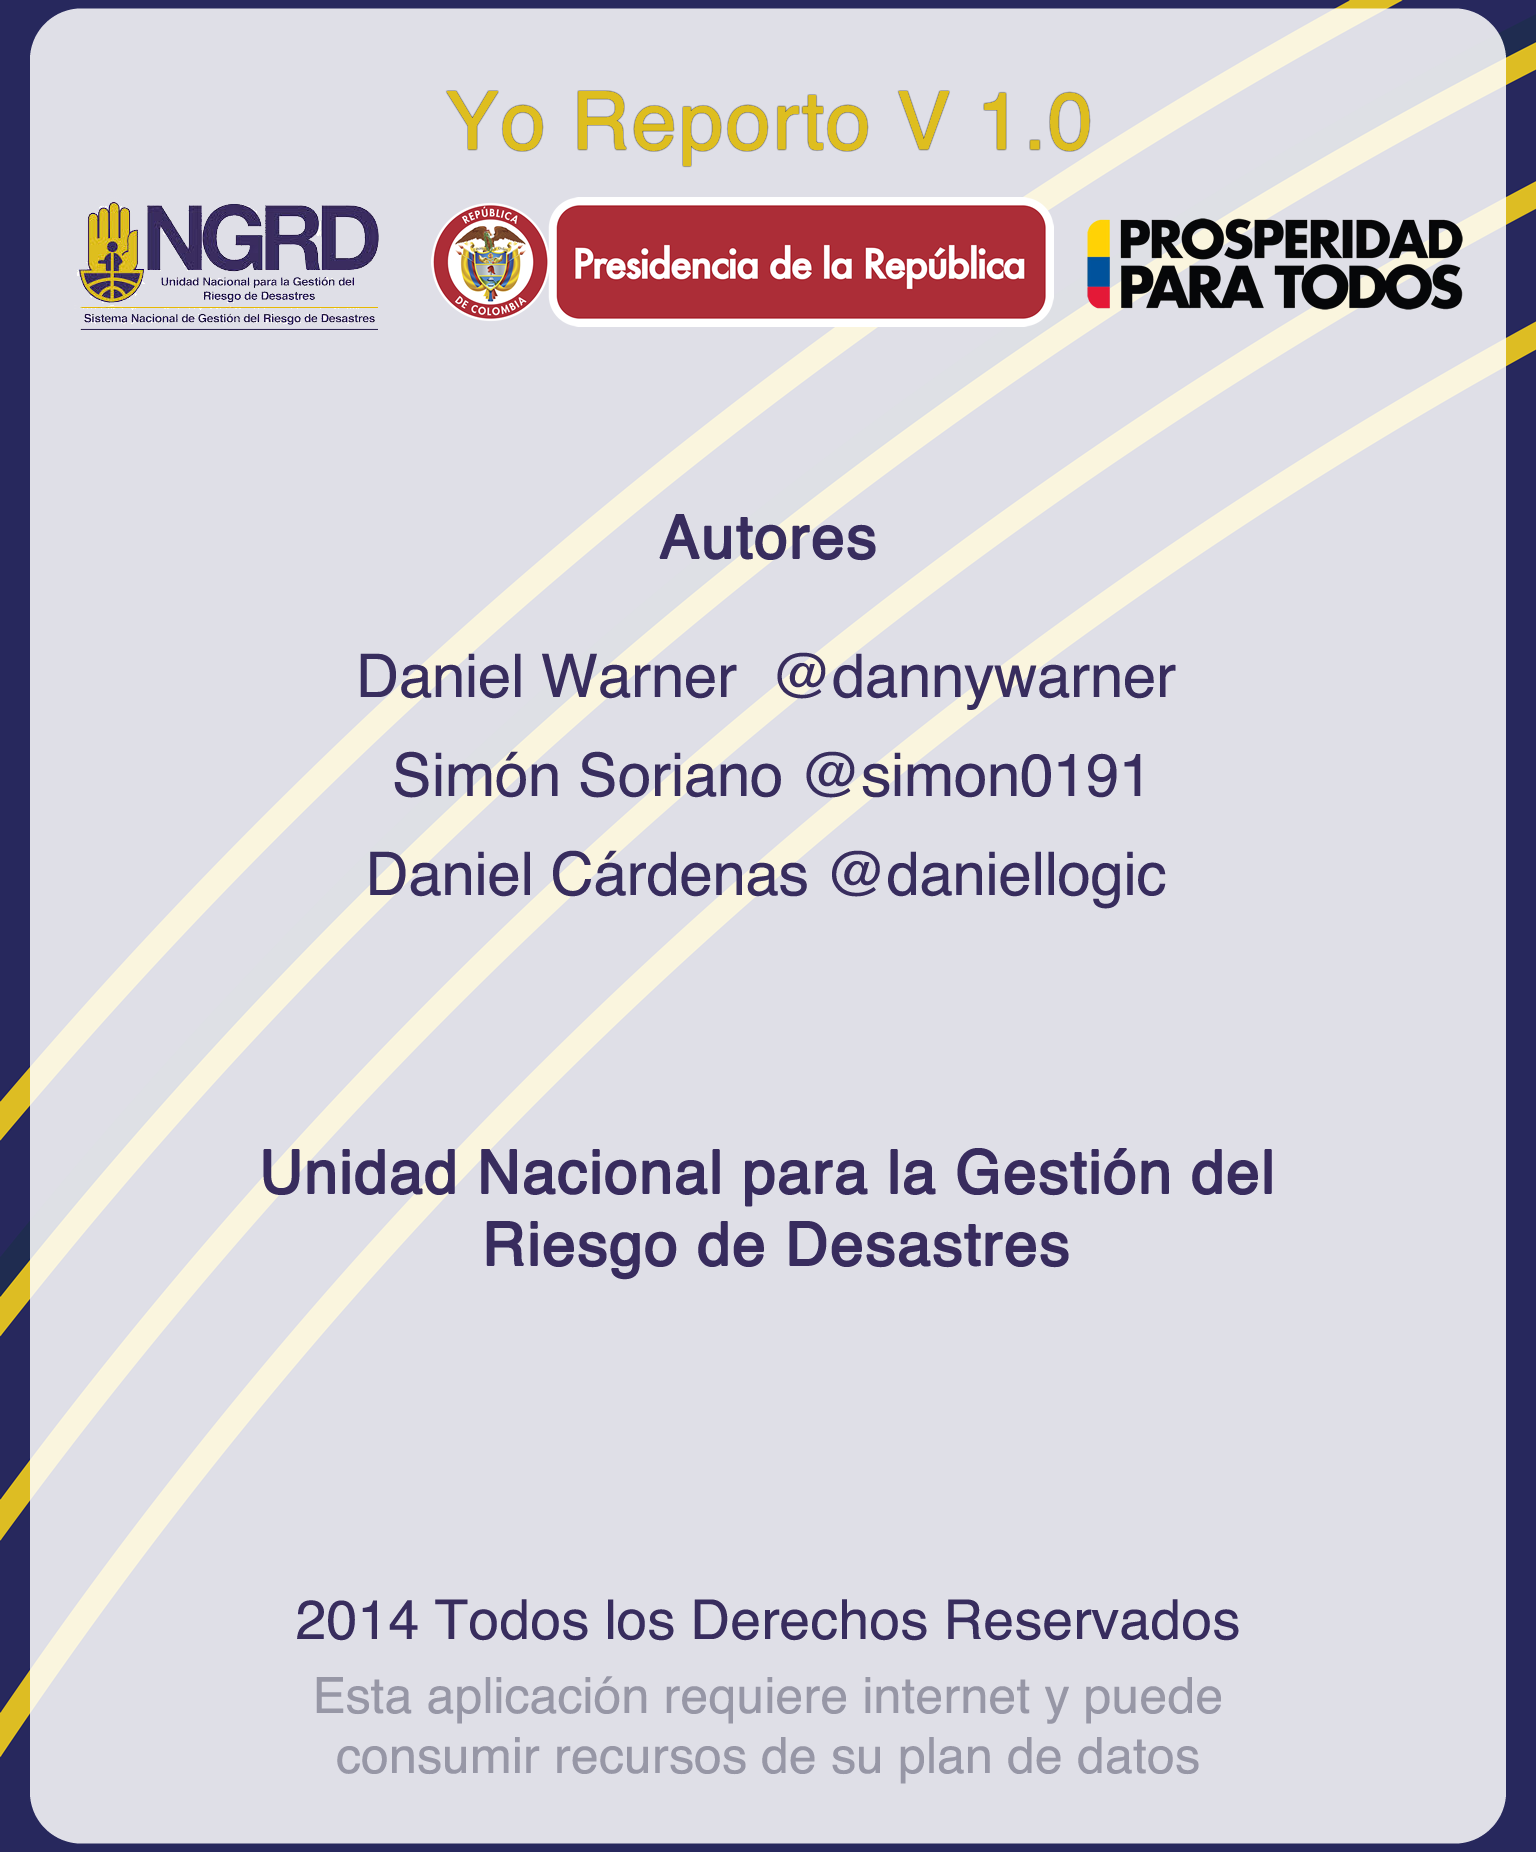 Yo Reporto V 1.0
NGRD
Unidad Nacional para la Gestión del
Riesgo de Desastres
Sistema Nacional de Gestión del Riesgo de Desastres
REPÚBLICA
DE COLOMBIA
Presidencia de la República
PROSPERIDAD
PARA TODOS
Autores
Daniel Warner  @dannywarner
Simón Soriano @simon0191
Daniel Cárdenas @daniellogic
Unidad Nacional para la Gestión del
Riesgo de Desastres
2014 Todos los Derechos Reservados
Esta aplicación requiere internet y puede
consumir recursos de su plan de datos